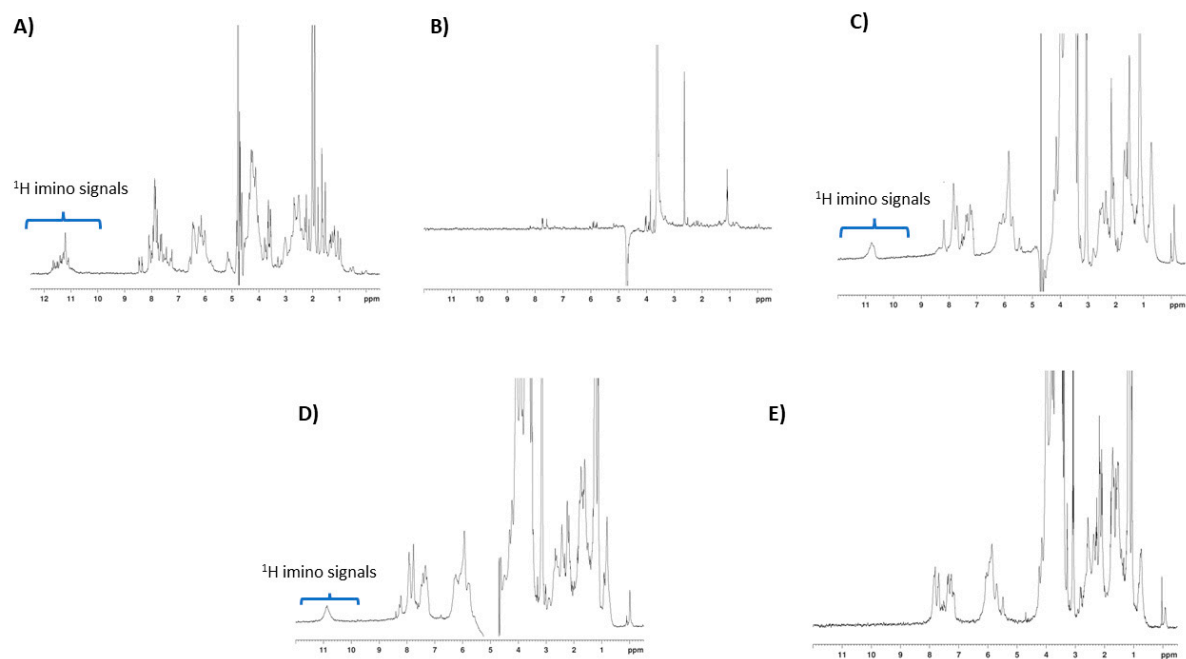 A)
¹H imino signals
12 11 10 9 8 7 6 5 4 3 2 1 ppm
B)
11 10 9 8 7 6 5 4 3 2 1 ppm
C)
¹H imino signals
11 10 9 8 7 6 5 4 3 2 1 ppm
D)
¹H imino signals
11 10 9 8 7 6 5 4 3 2 1 ppm
E)
11 10 9 8 7 6 5 4 3 2 1 ppm